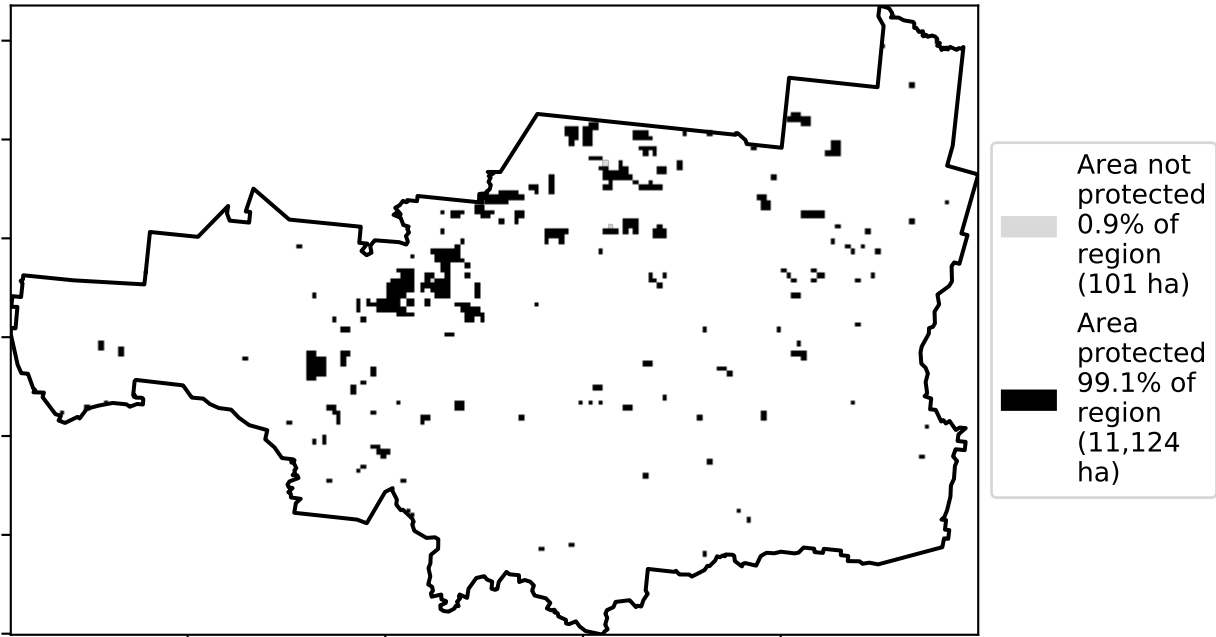 Area not
protected
0.9% of
region
(101 ha)
Area
protected
99.1% of
region
(11,124
ha)